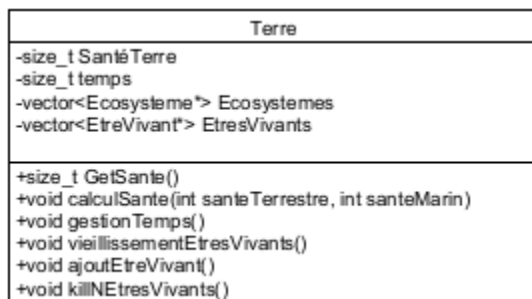 Terre
-size_t SantéTerre
-size_t temps
-vector<Ecosysteme*> Ecosystemes
-vector<EtreVivant*> EtresVivants
+size_t GetSante()
+void calculSante(int santeTerrestre, int santeMarin)
+void gestionTemps()
+void vieillissementEtresVivants()
+void ajoutEtreVivant()
+void killNEtresVivants()